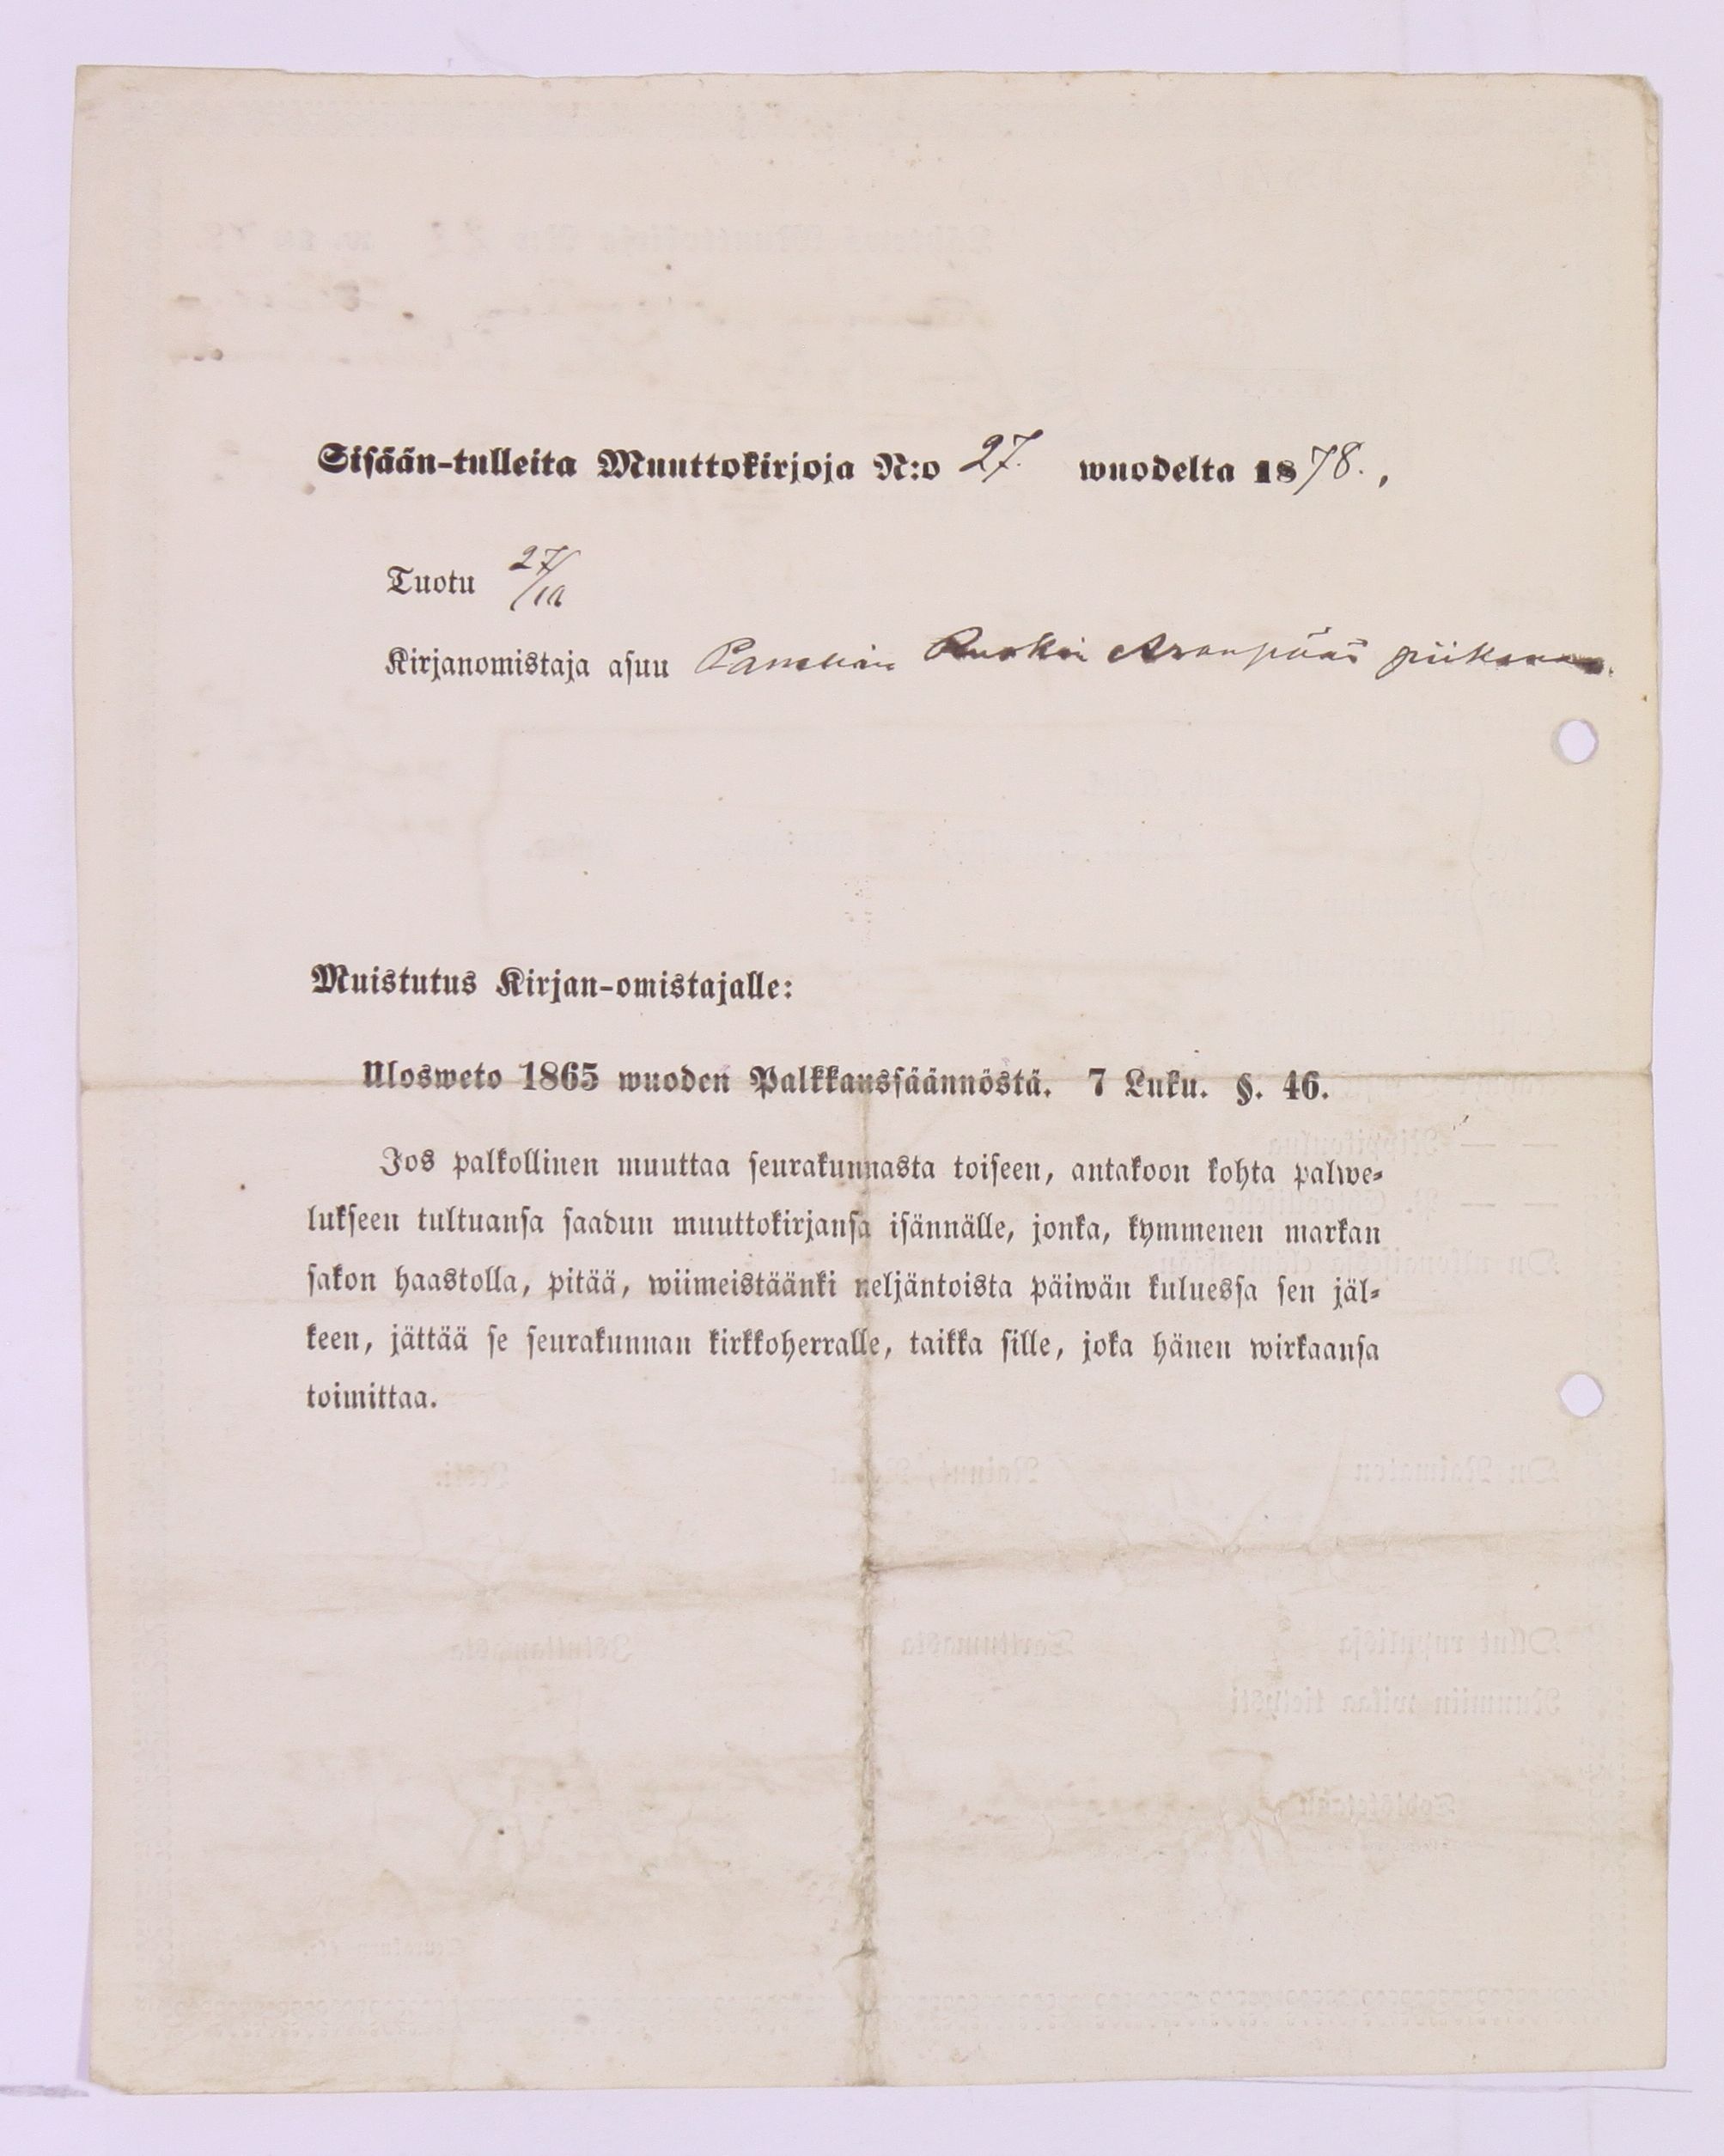 Sisään-tulleita Muuttokirjoja N:o 27. wuodelta 1878.,
Tuotu 27/10
Kirjanomistaja asuu
Muistutus Kirjan-omistajalle:
Ulosweto 1865 wuoden Palkkaussäännöstä. 7 Luku. §. 46.
Jos palkollinen muuttaa seurakunnasta toiseen, antakoon kohta palwe-
lukseen tultuansa saadun muuttokirjansa isännälle, jonka, kymmenen markan
sakon haastolla, pitää, wiimeistäänki neljäntoista päiwän kuluessa sen jäl-
keen, jättää se seurakunnan kirkkoherralle, taikka sille, joka hänen wirkaansa
toimittaa.